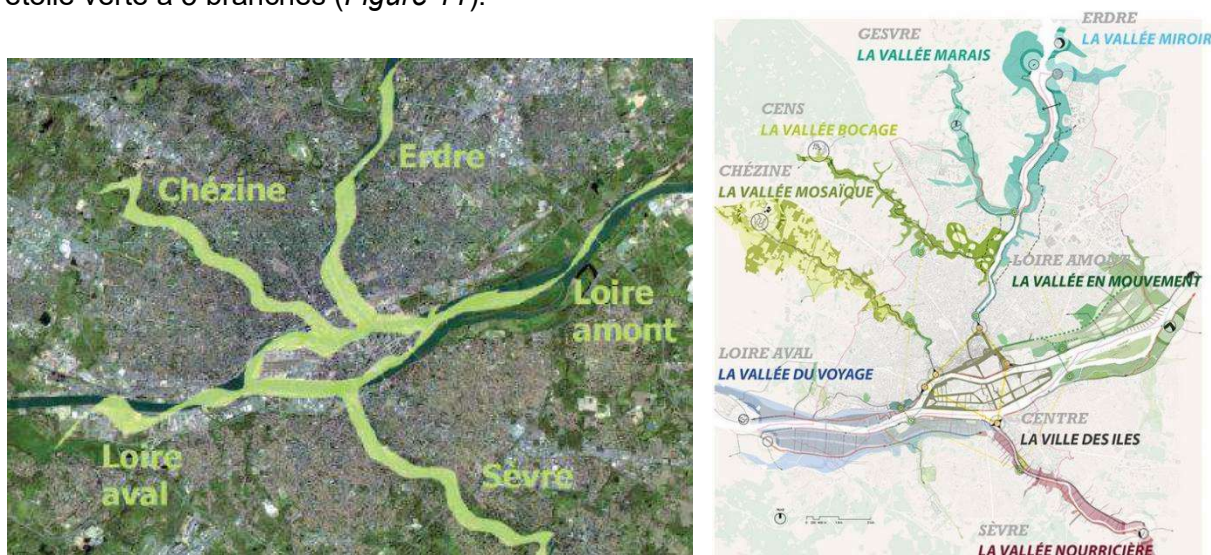 étoile verte à 5 branches (Figure 11).
Erdre
Chézine
Loire
amont
Loire
aval
Sèvre
ERDRE
LA VALLÉE MIROIR
GESVRE
LA VALLÉE MARAIS
CENS
LA VALLÉE BOCAGE
CHÉZINE
LA VALLÉE MOSAÏQUE
LOIRE AMONT
LA VALLÉE EN MOUVEMENT
LOIRE AVAL
LA VALLÉE DU VOYAGE
CENTRE
LA VILLE DES ILES
SÈVRE
LA VALLÉE NOURRICIÈRE